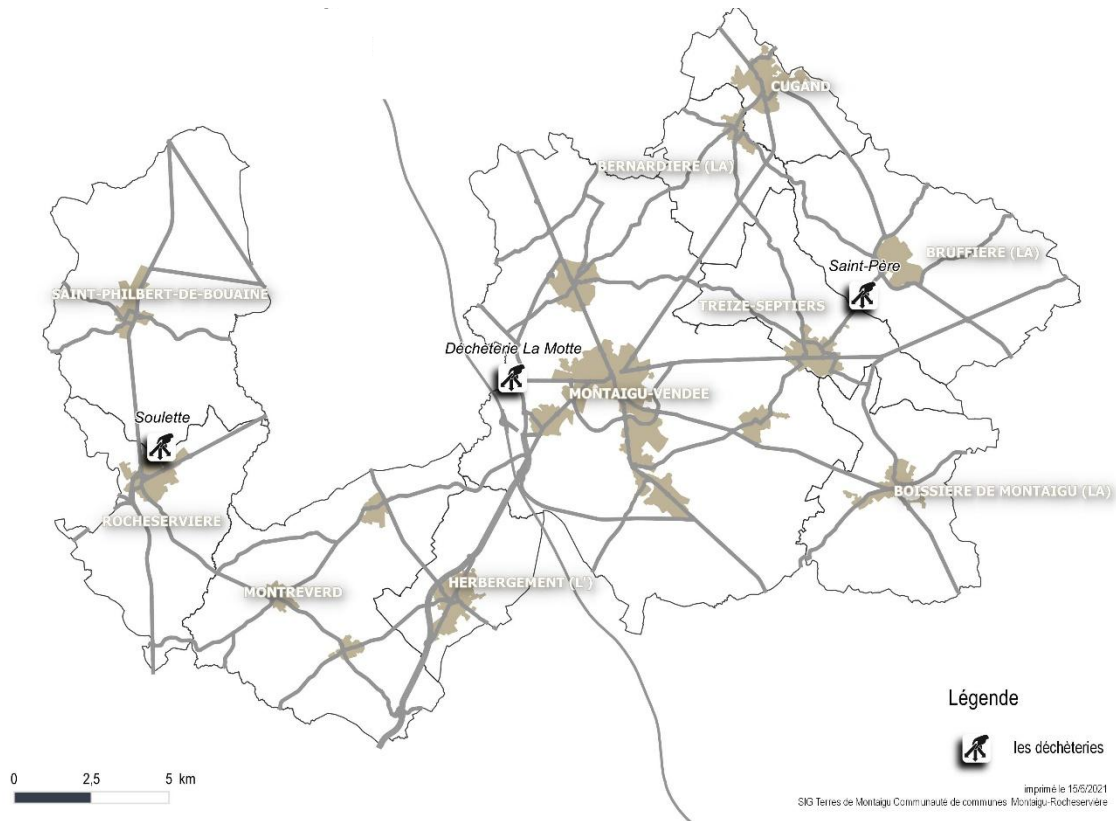 CUGAND
BERNARDIERE (LA)
BRUFFIERE (LA)
Saint-Père
SAINT-PHILBERT-DE-BOUAINE
TREIZE-SEPTIERS
Déchèterie La Motte
MONTAIGU-VENDEE
Soulette
BOISSIERE DE MONTAIGU (LA)
ROCHESERVIERE
HERBERGEMENT (L')
MONTREVERD
Légende
les déchèteries
0 2,5 5 km
imprimé le 15/6/2021
SIG Terres de Montaigu Communauté de communes Montaigu-Rocheservière